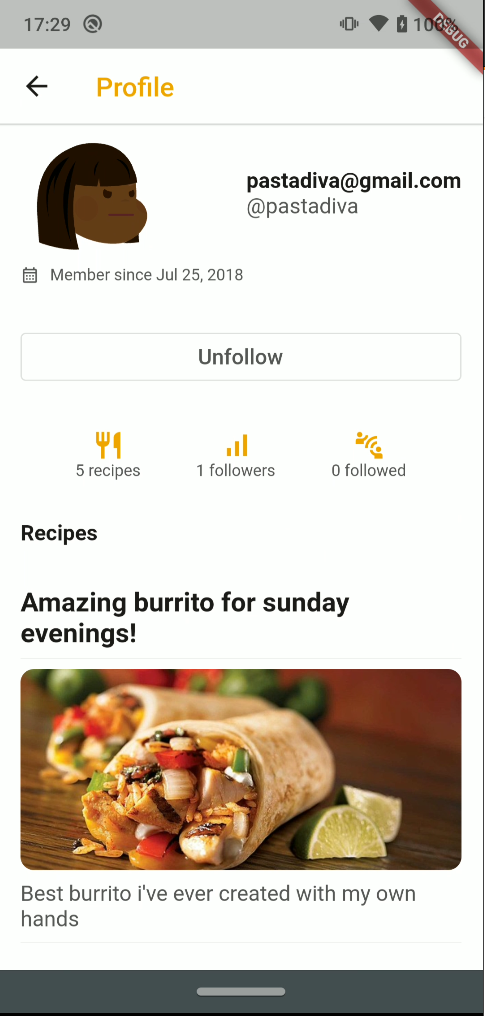 17:29
100%
DEBUG
Profile
pastadiva@gmail.com
@pastadiva
Member since Jul 25, 2018
Unfollow
5 recipes
1 followers
0 followed
Recipes
Amazing burrito for sunday
evenings!
Best burrito i've ever created with my own
hands